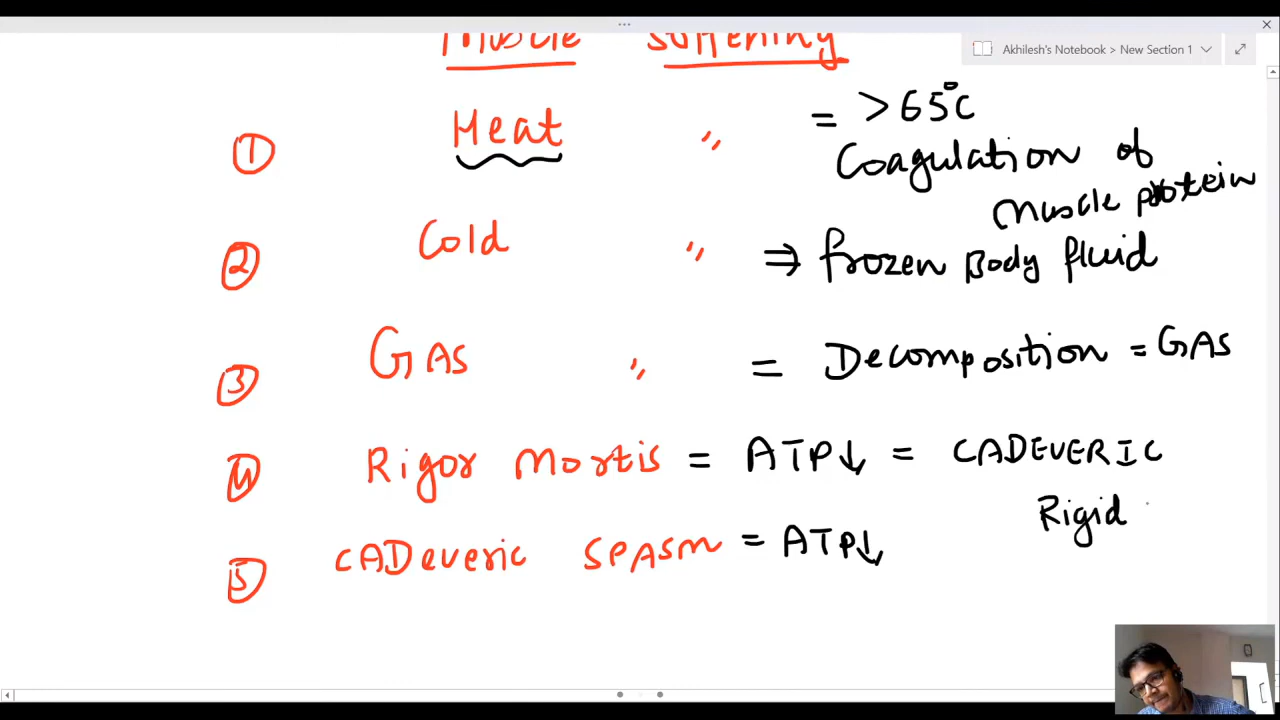 Akhilesh's Notebook > New Section 1
Muscle stiffening
① Heat " = >65°C
Coagulation of
Muscle protein
② Cold " ⇒ frozen Body fluid
③ GAS " = Decomposition = GAS
④ Rigor mortis = ATP↓ = CADEVERIC
Rigid
⑤ CADeveric SPASM = ATP↓